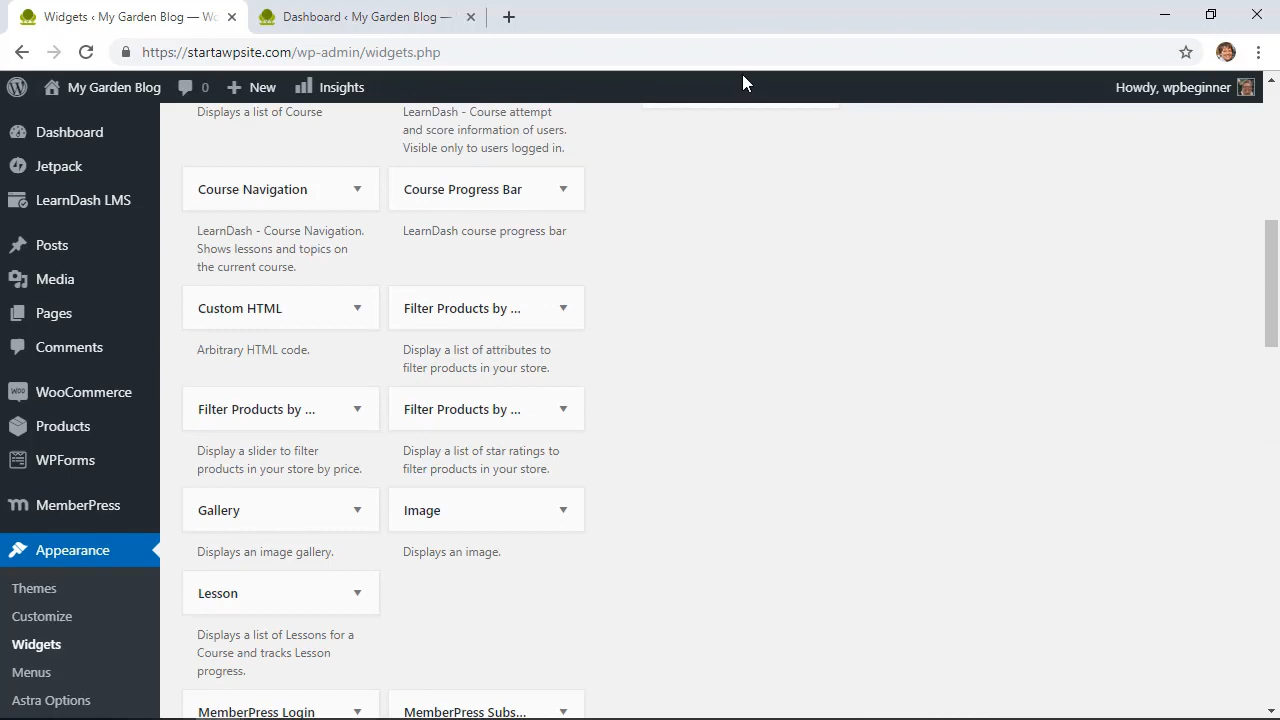 Widgets ‹ My Garden Blog — Wo
Dashboard ‹ My Garden Blog —
https://startawpsite.com/wp-admin/widgets.php
My Garden Blog
0
New
Insights
Howdy, wpbeginner
Dashboard
Jetpack
LearnDash LMS
Posts
Media
Pages
Comments
WOO
WooCommerce
Products
WPForms
MemberPress
Appearance
Themes
Customize
Widgets
Menus
Astra Options
Displays a list of Course
LearnDash - Course attempt
and score information of users.
Visible only to users logged in.
Course Navigation
Course Progress Bar
LearnDash - Course Navigation.
Shows lessons and topics on
the current course.
LearnDash course progress bar
Custom HTML
Filter Products by ...
Arbitrary HTML code.
Display a list of attributes to
filter products in your store.
Filter Products by ...
Filter Products by ...
Display a slider to filter
products in your store by price.
Display a list of star ratings to
filter products in your store.
Gallery
Image
Displays an image gallery.
Displays an image.
Lesson
Displays a list of Lessons for a
Course and tracks Lesson
progress.
MemberPress Login
MemberPress Subs...